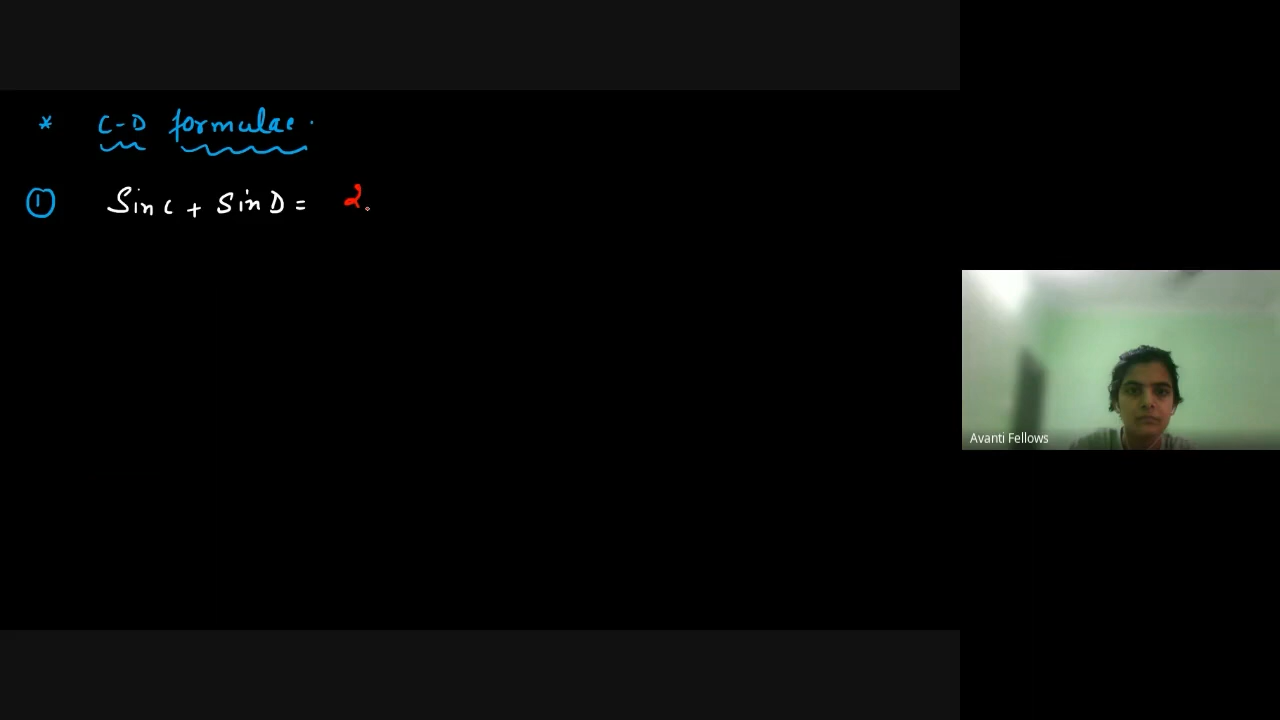 * C-D formulae.
① Sin C + Sin D = 2
Avanti Fellows